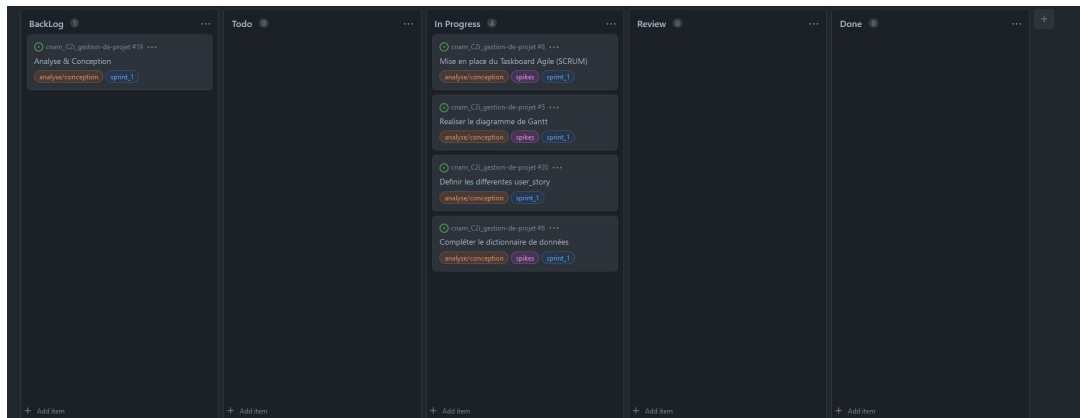 BackLog 1
cnam_C2i_gestion-de-projet #19
Analyse & Conception
analyse/conception sprint_1
+ Add item
Todo 0
+ Add item
In Progress 4
cnam_C2i_gestion-de-projet #8
Mise en place du Taskboard Agile (SCRUM)
analyse/conception spikes sprint_1
cnam_C2i_gestion-de-projet #5
Realiser le diagramme de Gantt
analyse/conception spikes sprint_1
cnam_C2i_gestion-de-projet #20
Definir les differentes user_story
analyse/conception sprint_1
cnam_C2i_gestion-de-projet #6
Compléter le dictionnaire de données
analyse/conception spikes sprint_1
+ Add item
Review 0
+ Add item
Done 0
+ Add item